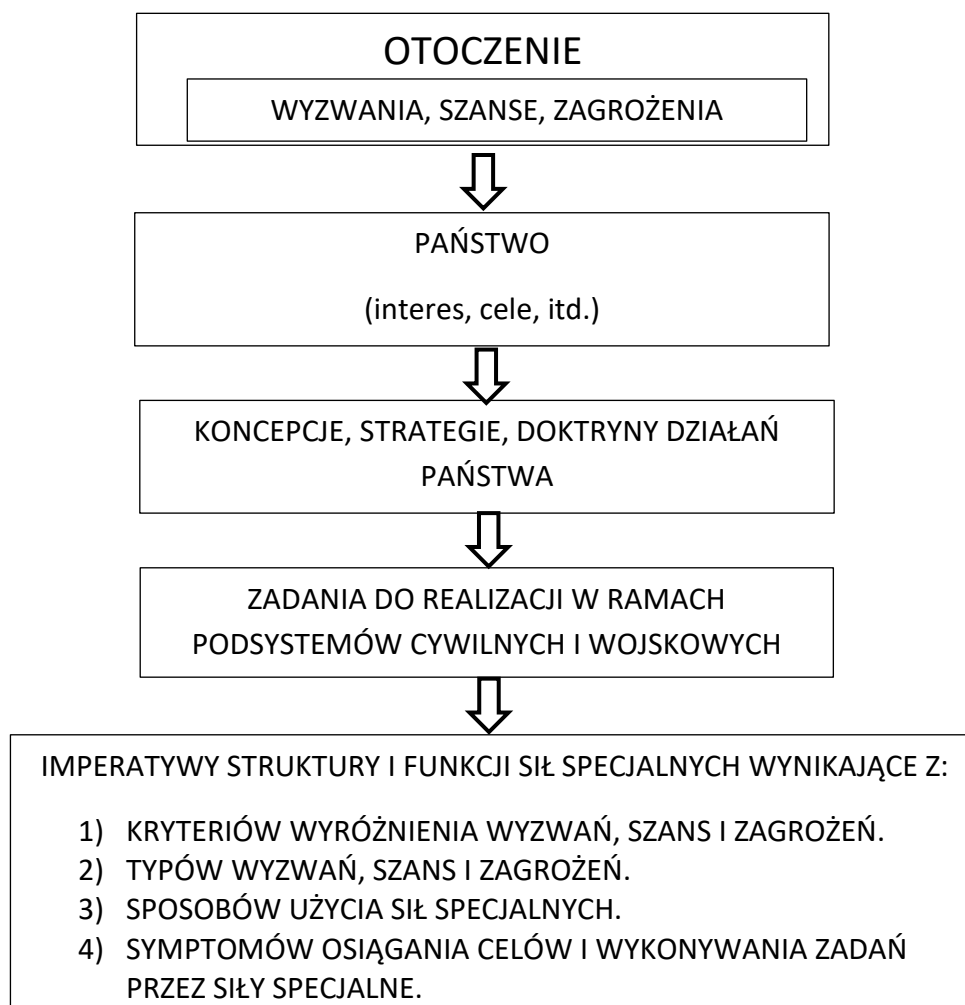 OTOCZENIE
WYZWANIA, SZANSE, ZAGROŻENIA
PAŃSTWO
(interes, cele, itd.)
KONCEPCJE, STRATEGIE, DOKTRYNY DZIAŁAŃ
PAŃSTWA
ZADANIA DO REALIZACJI W RAMACH
PODSYSTEMÓW CYWILNYCH I WOJSKOWYCH
IMPERATYWY STRUKTURY I FUNKCJI SIŁ SPECJALNYCH WYNIKAJĄCE Z:
1) KRYTERIÓW WYRÓŻNIENIA WYZWAŃ, SZANS I ZAGROŻEŃ.
2) TYPÓW WYZWAŃ, SZANS I ZAGROŻEŃ.
3) SPOSOBÓW UŻYCIA SIŁ SPECJALNYCH.
4) SYMPTOMÓW OSIĄGANIA CELÓW I WYKONYWANIA ZADAŃ
PRZEZ SIŁY SPECJALNE.